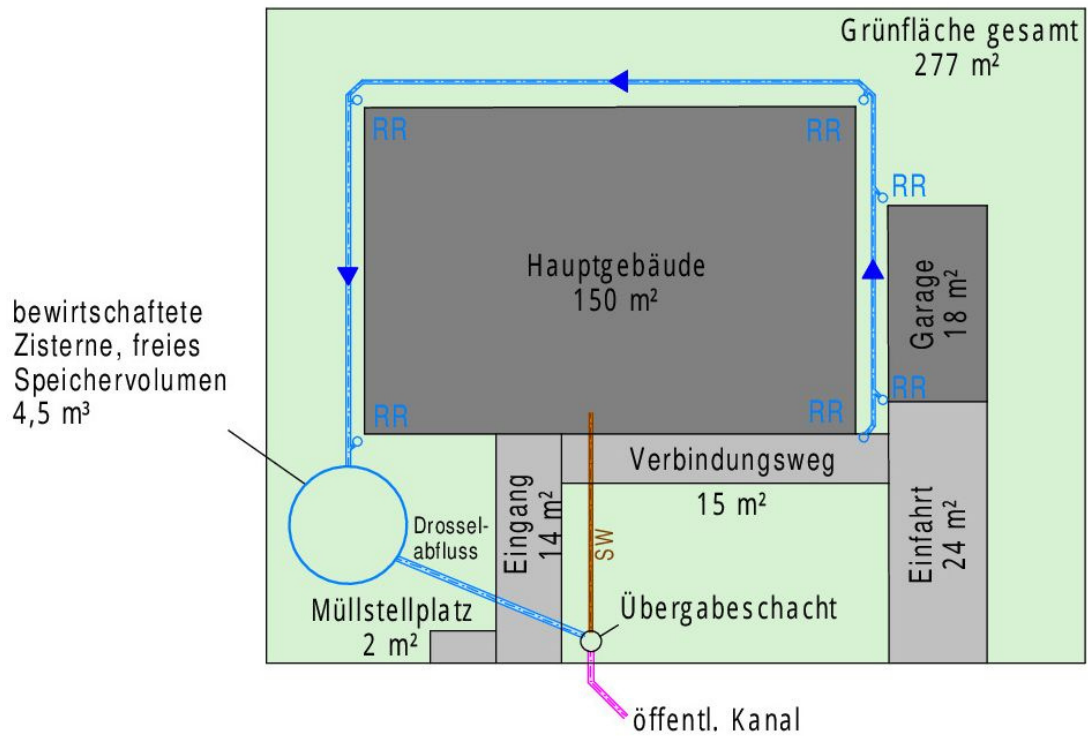 Grünfläche gesamt
277 m²
RR
RR
RR
Hauptgebäude
150 m²
Garage
18 m²
bewirtschaftete
Zisterne, freies
Speichervolumen
4,5 m³
RR
RR
RR
Verbindungsweg
15 m²
Eingang
14 m²
SW
Einfahrt
24 m²
Drossel-
abfluss
Müllstellplatz
2 m²
Übergabeschacht
öffentl. Kanal